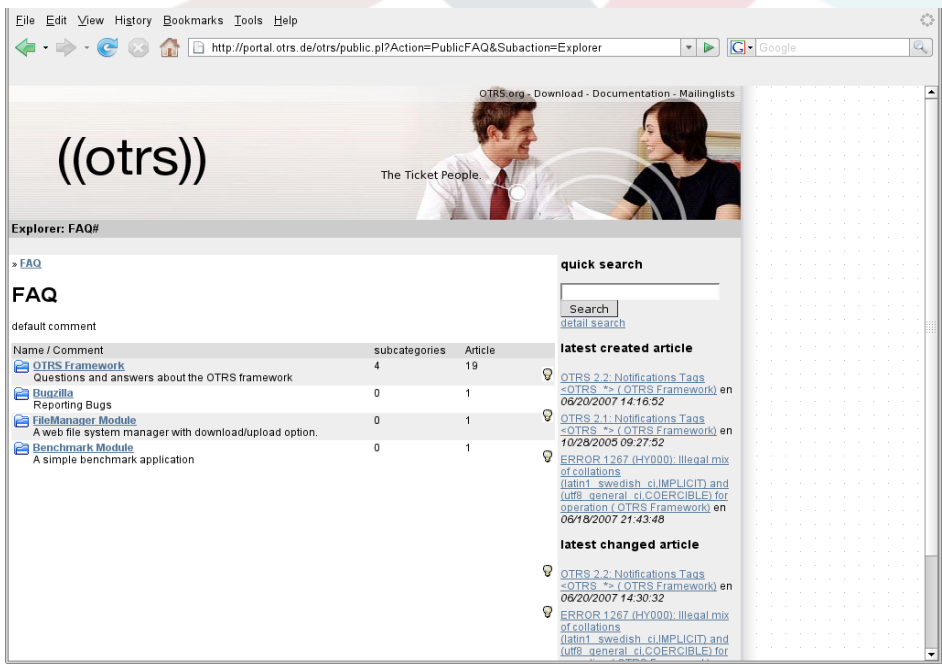 File Edit View History Bookmarks Tools Help
http://portal.otrs.de/otrs/public.pl?Action=PublicFAQ&Subaction=Explorer
Google
OTRS.org - Download - Documentation - Mailinglists
((otrs))
The Ticket People.
Explorer: FAQ#
» FAQ
FAQ
default comment
Name / Comment subcategories Article
OTRS Framework 4 19
Questions and answers about the OTRS framework
Bugzilla 0 1
Reporting Bugs
FileManager Module 0 1
A web file system manager with download/upload option.
Benchmark Module 0 1
A simple benchmark application
quick search
Search
detail search
latest created article
OTRS 2.2: Notifications Tags
<OTRS_*> ( OTRS Framework) en
06/20/2007 14:16:52
OTRS 2.1: Notifications Tags
<OTRS_*> ( OTRS Framework) en
10/28/2005 09:27:52
ERROR 1267 (HY000): Illegal mix
of collations
(latin1_swedish_ci,IMPLICIT) and
(utf8_general_ci,COERCIBLE) for
operation ( OTRS Framework) en
06/18/2007 21:43:48
latest changed article
OTRS 2.2: Notifications Tags
<OTRS_*> ( OTRS Framework) en
06/20/2007 14:30:32
ERROR 1267 (HY000): Illegal mix
of collations
(latin1_swedish_ci,IMPLICIT) and
(utf8_general_ci,COERCIBLE) for